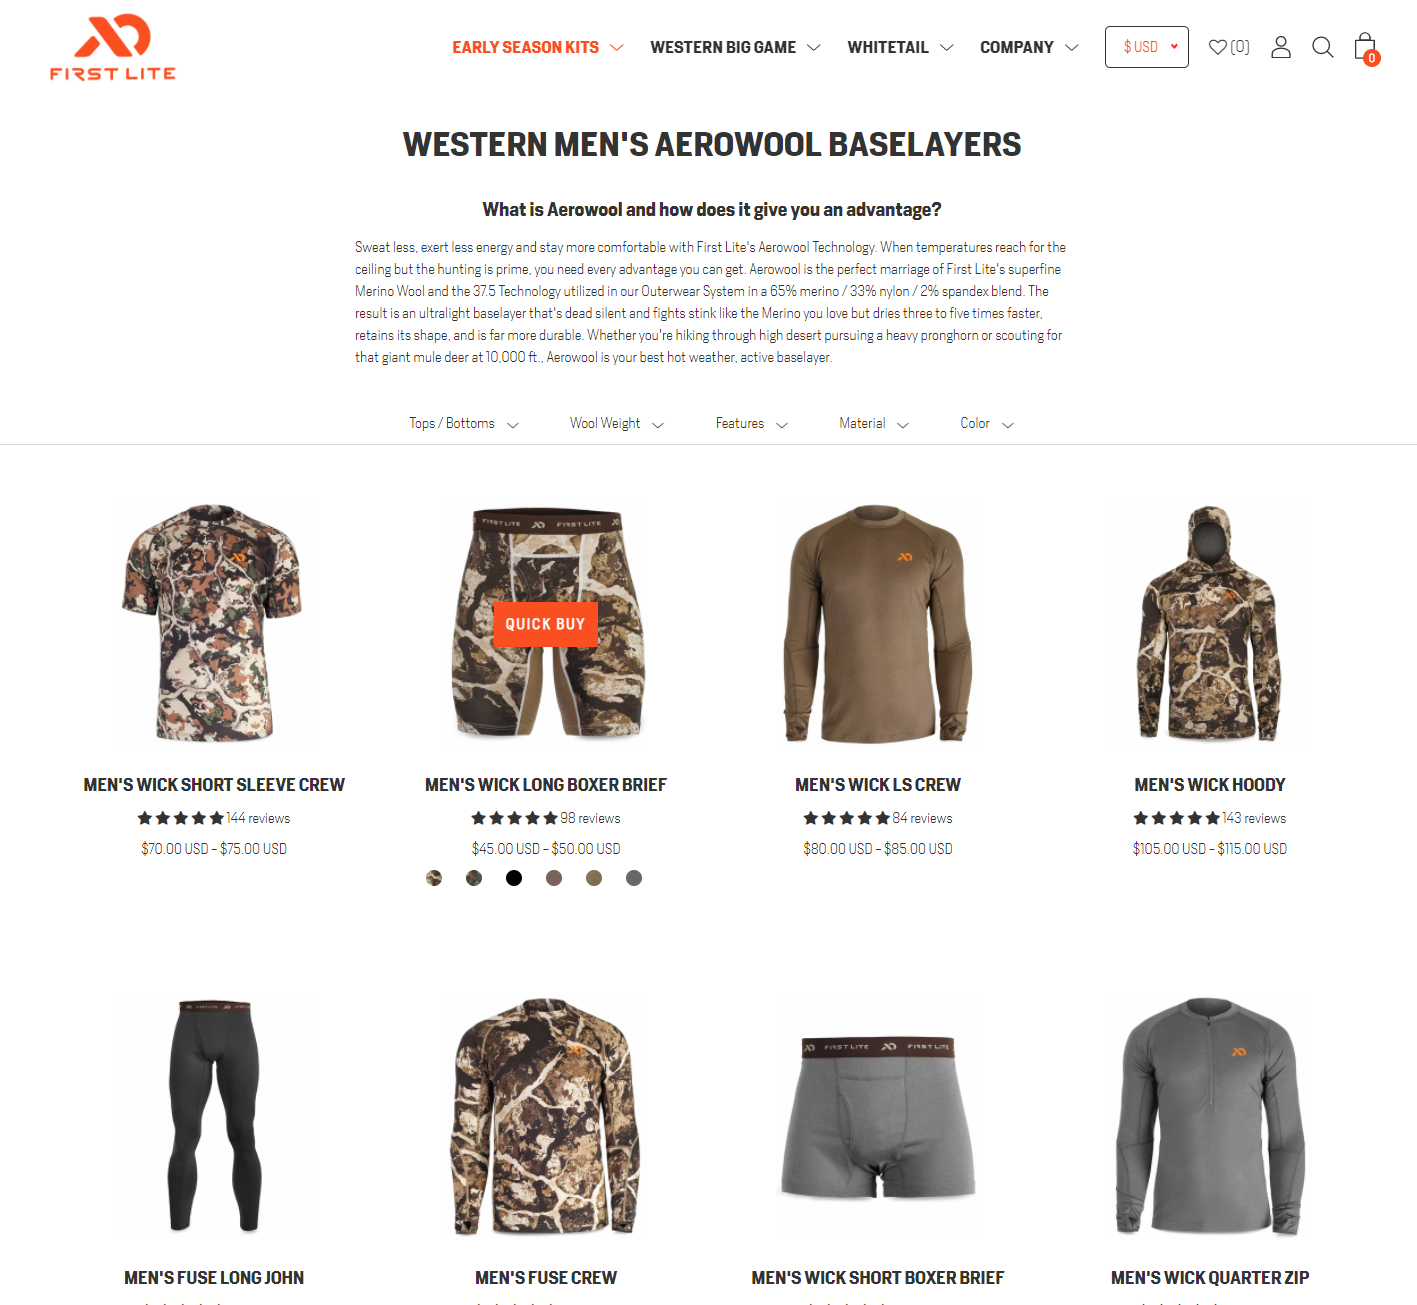 FIRST LITE
EARLY SEASON KITS
WESTERN BIG GAME
WHITETAIL
COMPANY
$ USD
(0)
0
WESTERN MEN'S AEROWOOL BASELAYERS
What is Aerowool and how does it give you an advantage?
Sweat less, exert less energy and stay more comfortable with First Lite's Aerowool Technology. When temperatures reach for the
ceiling but the hunting is prime, you need every advantage you can get. Aerowool is the perfect marriage of First Lite's superfine
Merino Wool and the 37.5 Technology utilized in our Outerwear System in a 65% merino / 33% nylon / 2% spandex blend. The
result is an ultralight baselayer that's dead silent and fights stink like the Merino you love but dries three to five times faster,
retains its shape, and is far more durable. Whether you're hiking through high desert pursuing a heavy pronghorn or scouting for
that giant mule deer at 10,000 ft., Aerowool is your best hot weather, active baselayer.
Tops / Bottoms
Wool Weight
Features
Material
Color
FIRST LITE FIRST LITE
QUICK BUY
MEN'S WICK SHORT SLEEVE CREW
144 reviews
$70.00 USD - $75.00 USD
MEN'S WICK LONG BOXER BRIEF
98 reviews
$45.00 USD - $50.00 USD
MEN'S WICK LS CREW
84 reviews
$80.00 USD - $85.00 USD
MEN'S WICK HOODY
143 reviews
$105.00 USD - $115.00 USD
FIRST LITE
FIRST LITE FIRST LITE
MEN'S FUSE LONG JOHN
MEN'S FUSE CREW
MEN'S WICK SHORT BOXER BRIEF
MEN'S WICK QUARTER ZIP